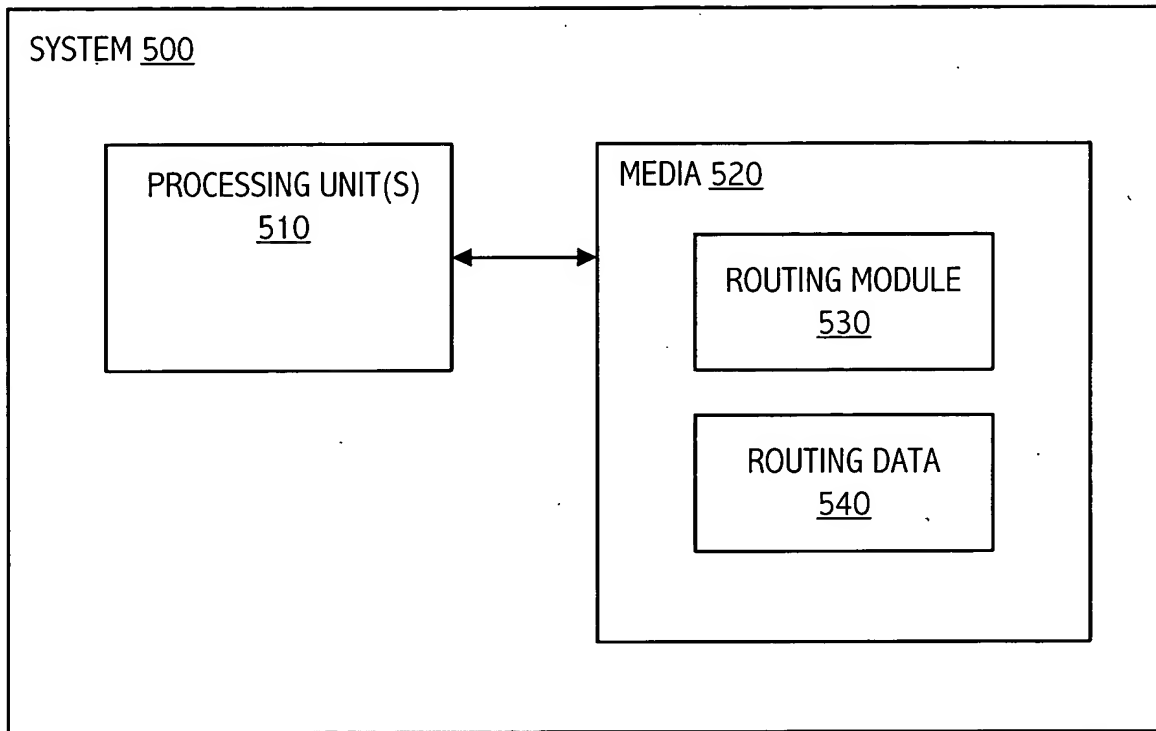 SYSTEM 500
PROCESSING UNIT(S)
510
MEDIA 520
ROUTING MODULE
530
ROUTING DATA
540